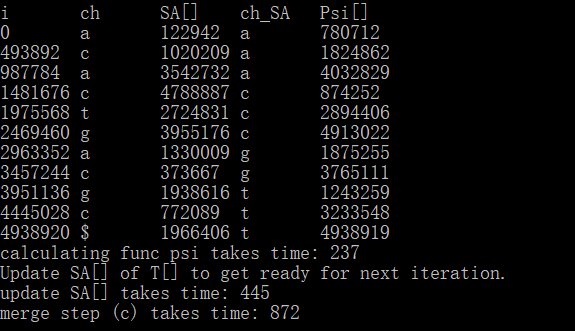 i ch SA[] ch_SA Psi[]
0 a 122942 a 780712
493892 c 1020209 a 1824862
987784 a 3542732 a 4032829
1481676 c 4788887 c 874252
1975568 t 2724831 c 2894406
2469460 g 3955176 c 4913022
2963352 a 1330009 g 1875255
3457244 c 373667 g 3765111
3951136 g 1938616 t 1243259
4445028 c 772089 t 3233548
4938920 $ 1966406 t 4938919
calculating func psi takes time: 237
Update SA[] of T[] to get ready for next iteration.
update SA[] takes time: 445
merge step (c) takes time: 872